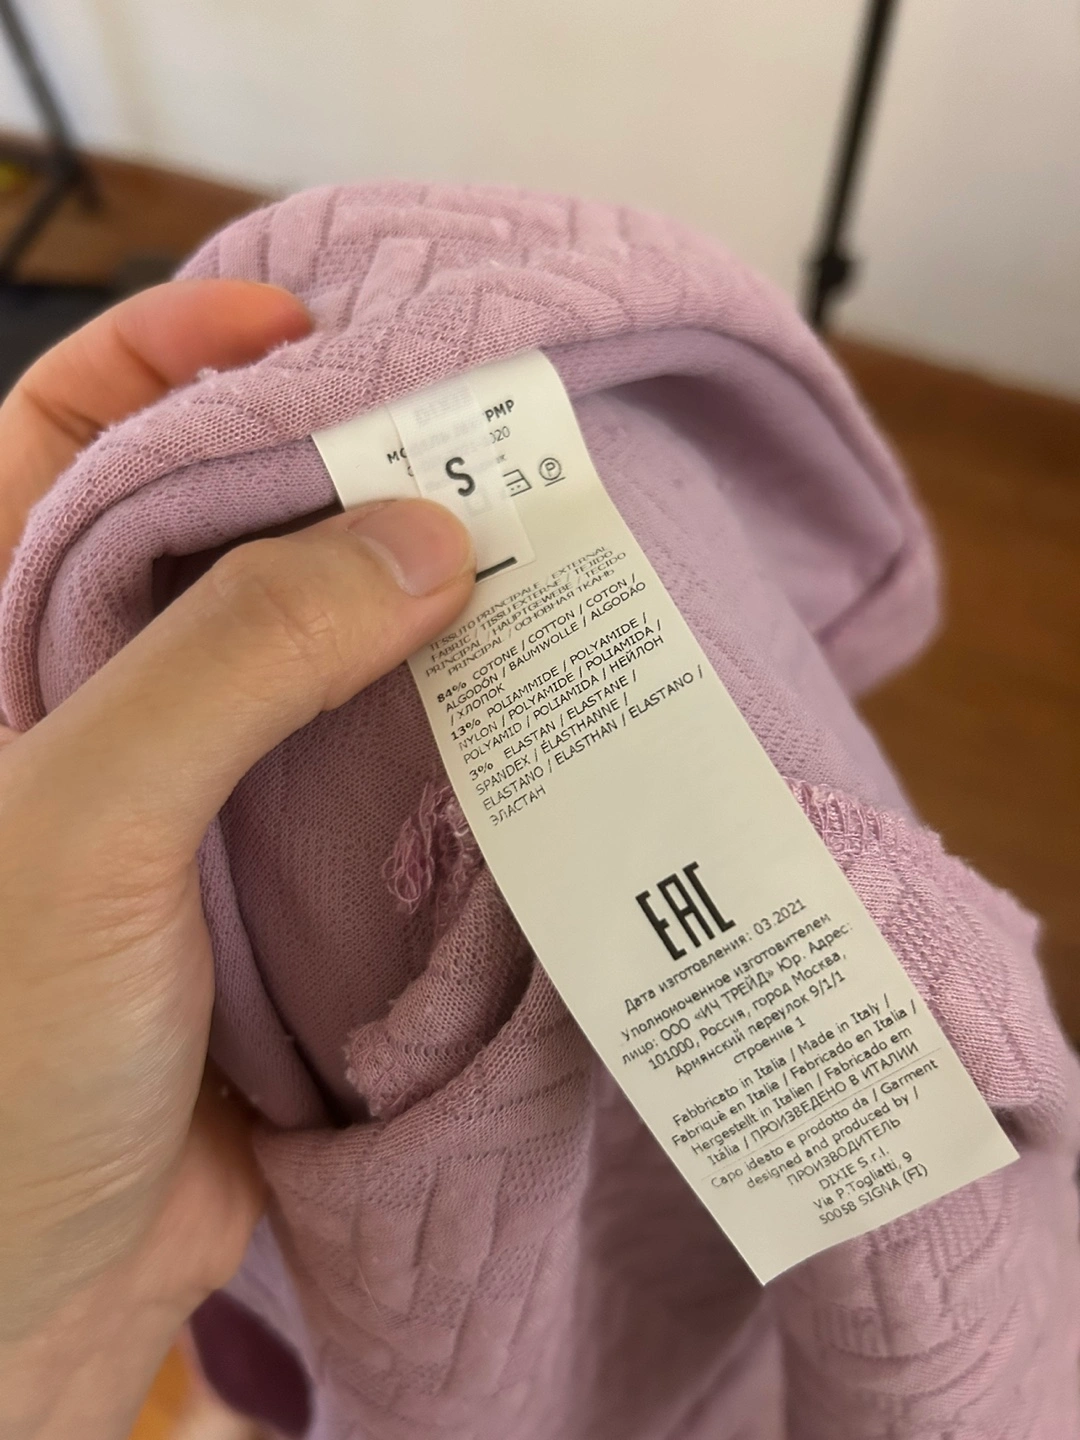 PMP
020
S
TESSUTO PRINCIPALE / EXTERNAL
FABRIC / TISSU EXTERNE / TEJIDO
PRINCIPAL / HAUPTGEWEBE / TECIDO
PRINCIPAL / ОСНОВНАЯ ТКАНЬ
84% COTONE / COTTON / COTON /
ALGODÓN / BAUMWOLLE / ALGODÃO
/ ХЛОПОК
13% POLIAMMIDE / POLYAMIDE /
NYLON / POLYAMIDE / POLIAMIDA /
POLYAMID / POLIAMIDA / НЕЙЛОН
3% ELASTAN / ELASTANE /
SPANDEX / ÉLASTHANNE /
ELASTANO / ELASTHAN / ELASTANO /
ЭЛАСТАН
EAC
Дата изготовления: 03.2021
Уполномоченное изготовителем
лицо: ООО «ИЧ ТРЕЙД» Юр. Адрес:
101000, Россия, город Москва,
Армянский переулок 9/1/1
строение 1
Fabbricato in Italia / Made in Italy /
Fabriqué en Italie / Fabricado en Italia /
Hergestellt in Italien / Fabricado em
Itália / ПРОИЗВЕДЕНО В ИТАЛИИ
Capo ideato e prodotto da / Garment
designed and produced by /
ПРОИЗВОДИТЕЛЬ
DIXIE S.r.l.
Via P.Togliatti, 9
50058 SIGNA (FI)